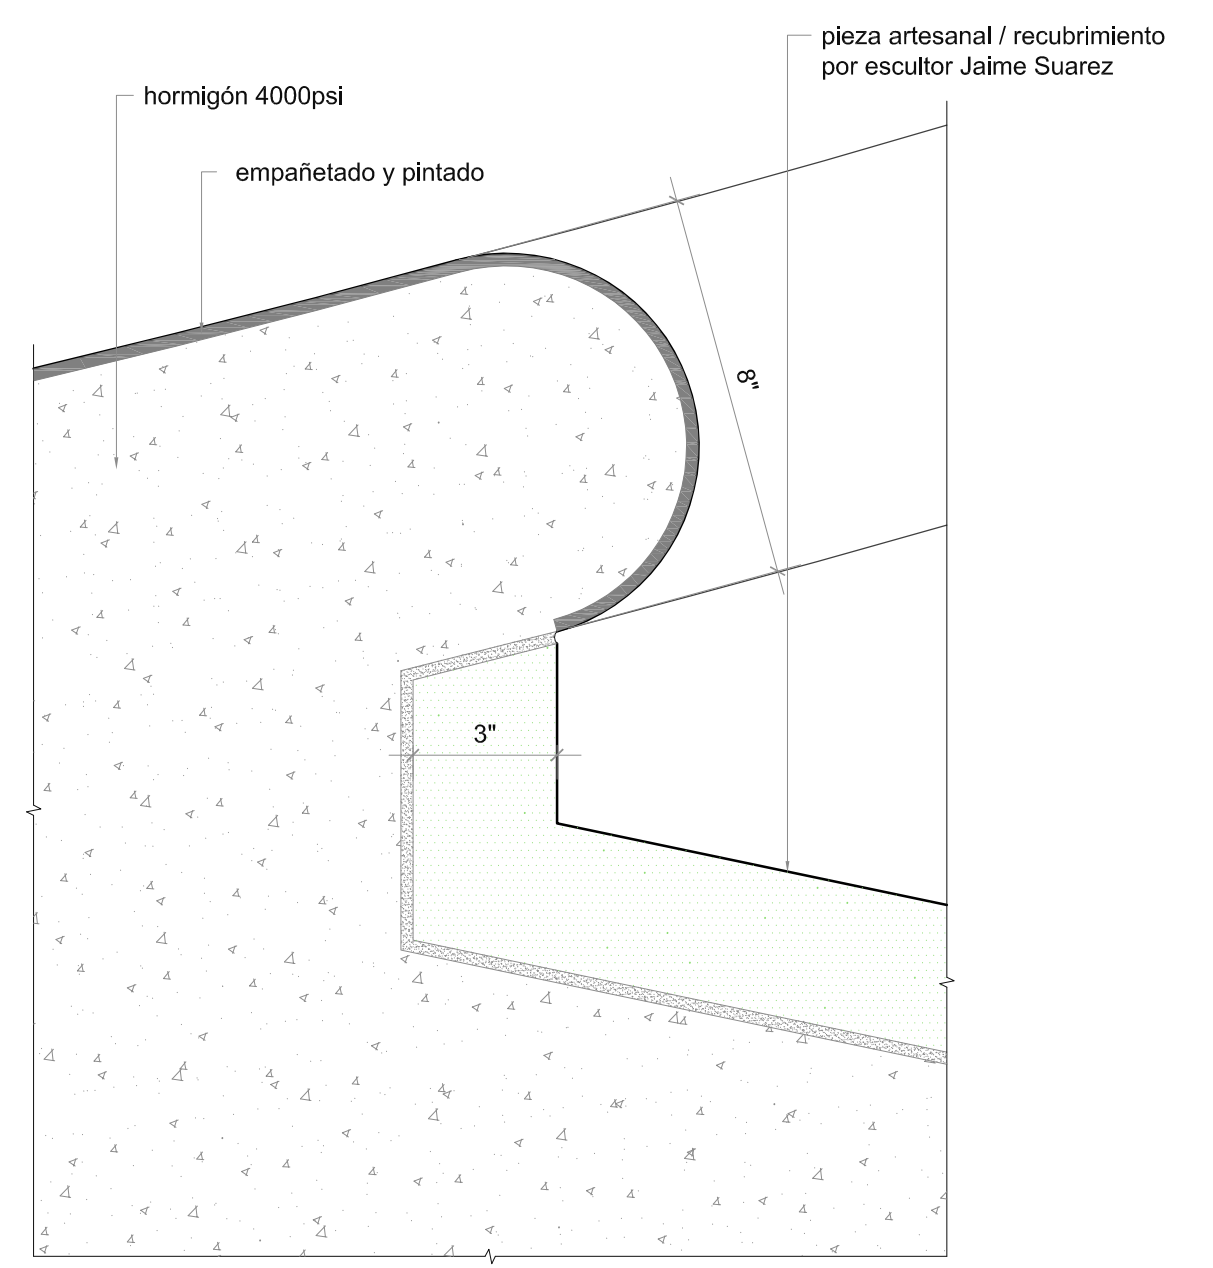 pieza artesanal / recubrimiento
por escultor Jaime Suarez
hormigón 4000psi
empañetado y pintado
8"
3"